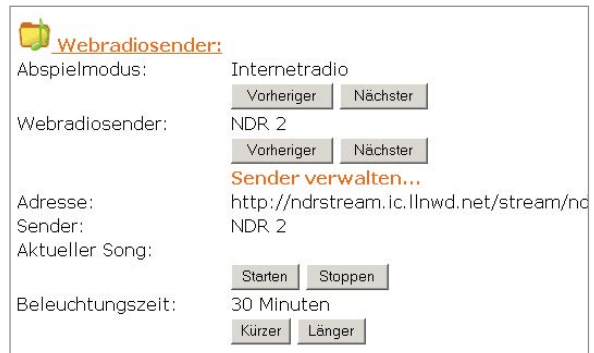 Webradiosender:
Abspielmodus: Internetradio
Vorheriger Nächster
Webradiosender: NDR 2
Vorheriger Nächster
Sender verwalten...
Adresse: http://ndrstream.ic.llnwd.net/stream/nd
Sender: NDR 2
Aktueller Song:
Starten Stoppen
Beleuchtungszeit: 30 Minuten
Kürzer Länger